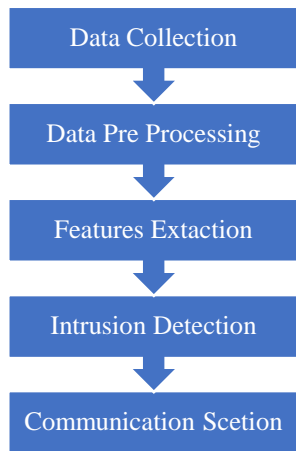 Data Collection
Data Pre Processing
Features Extaction
Intrusion Detection
Communication Scetion